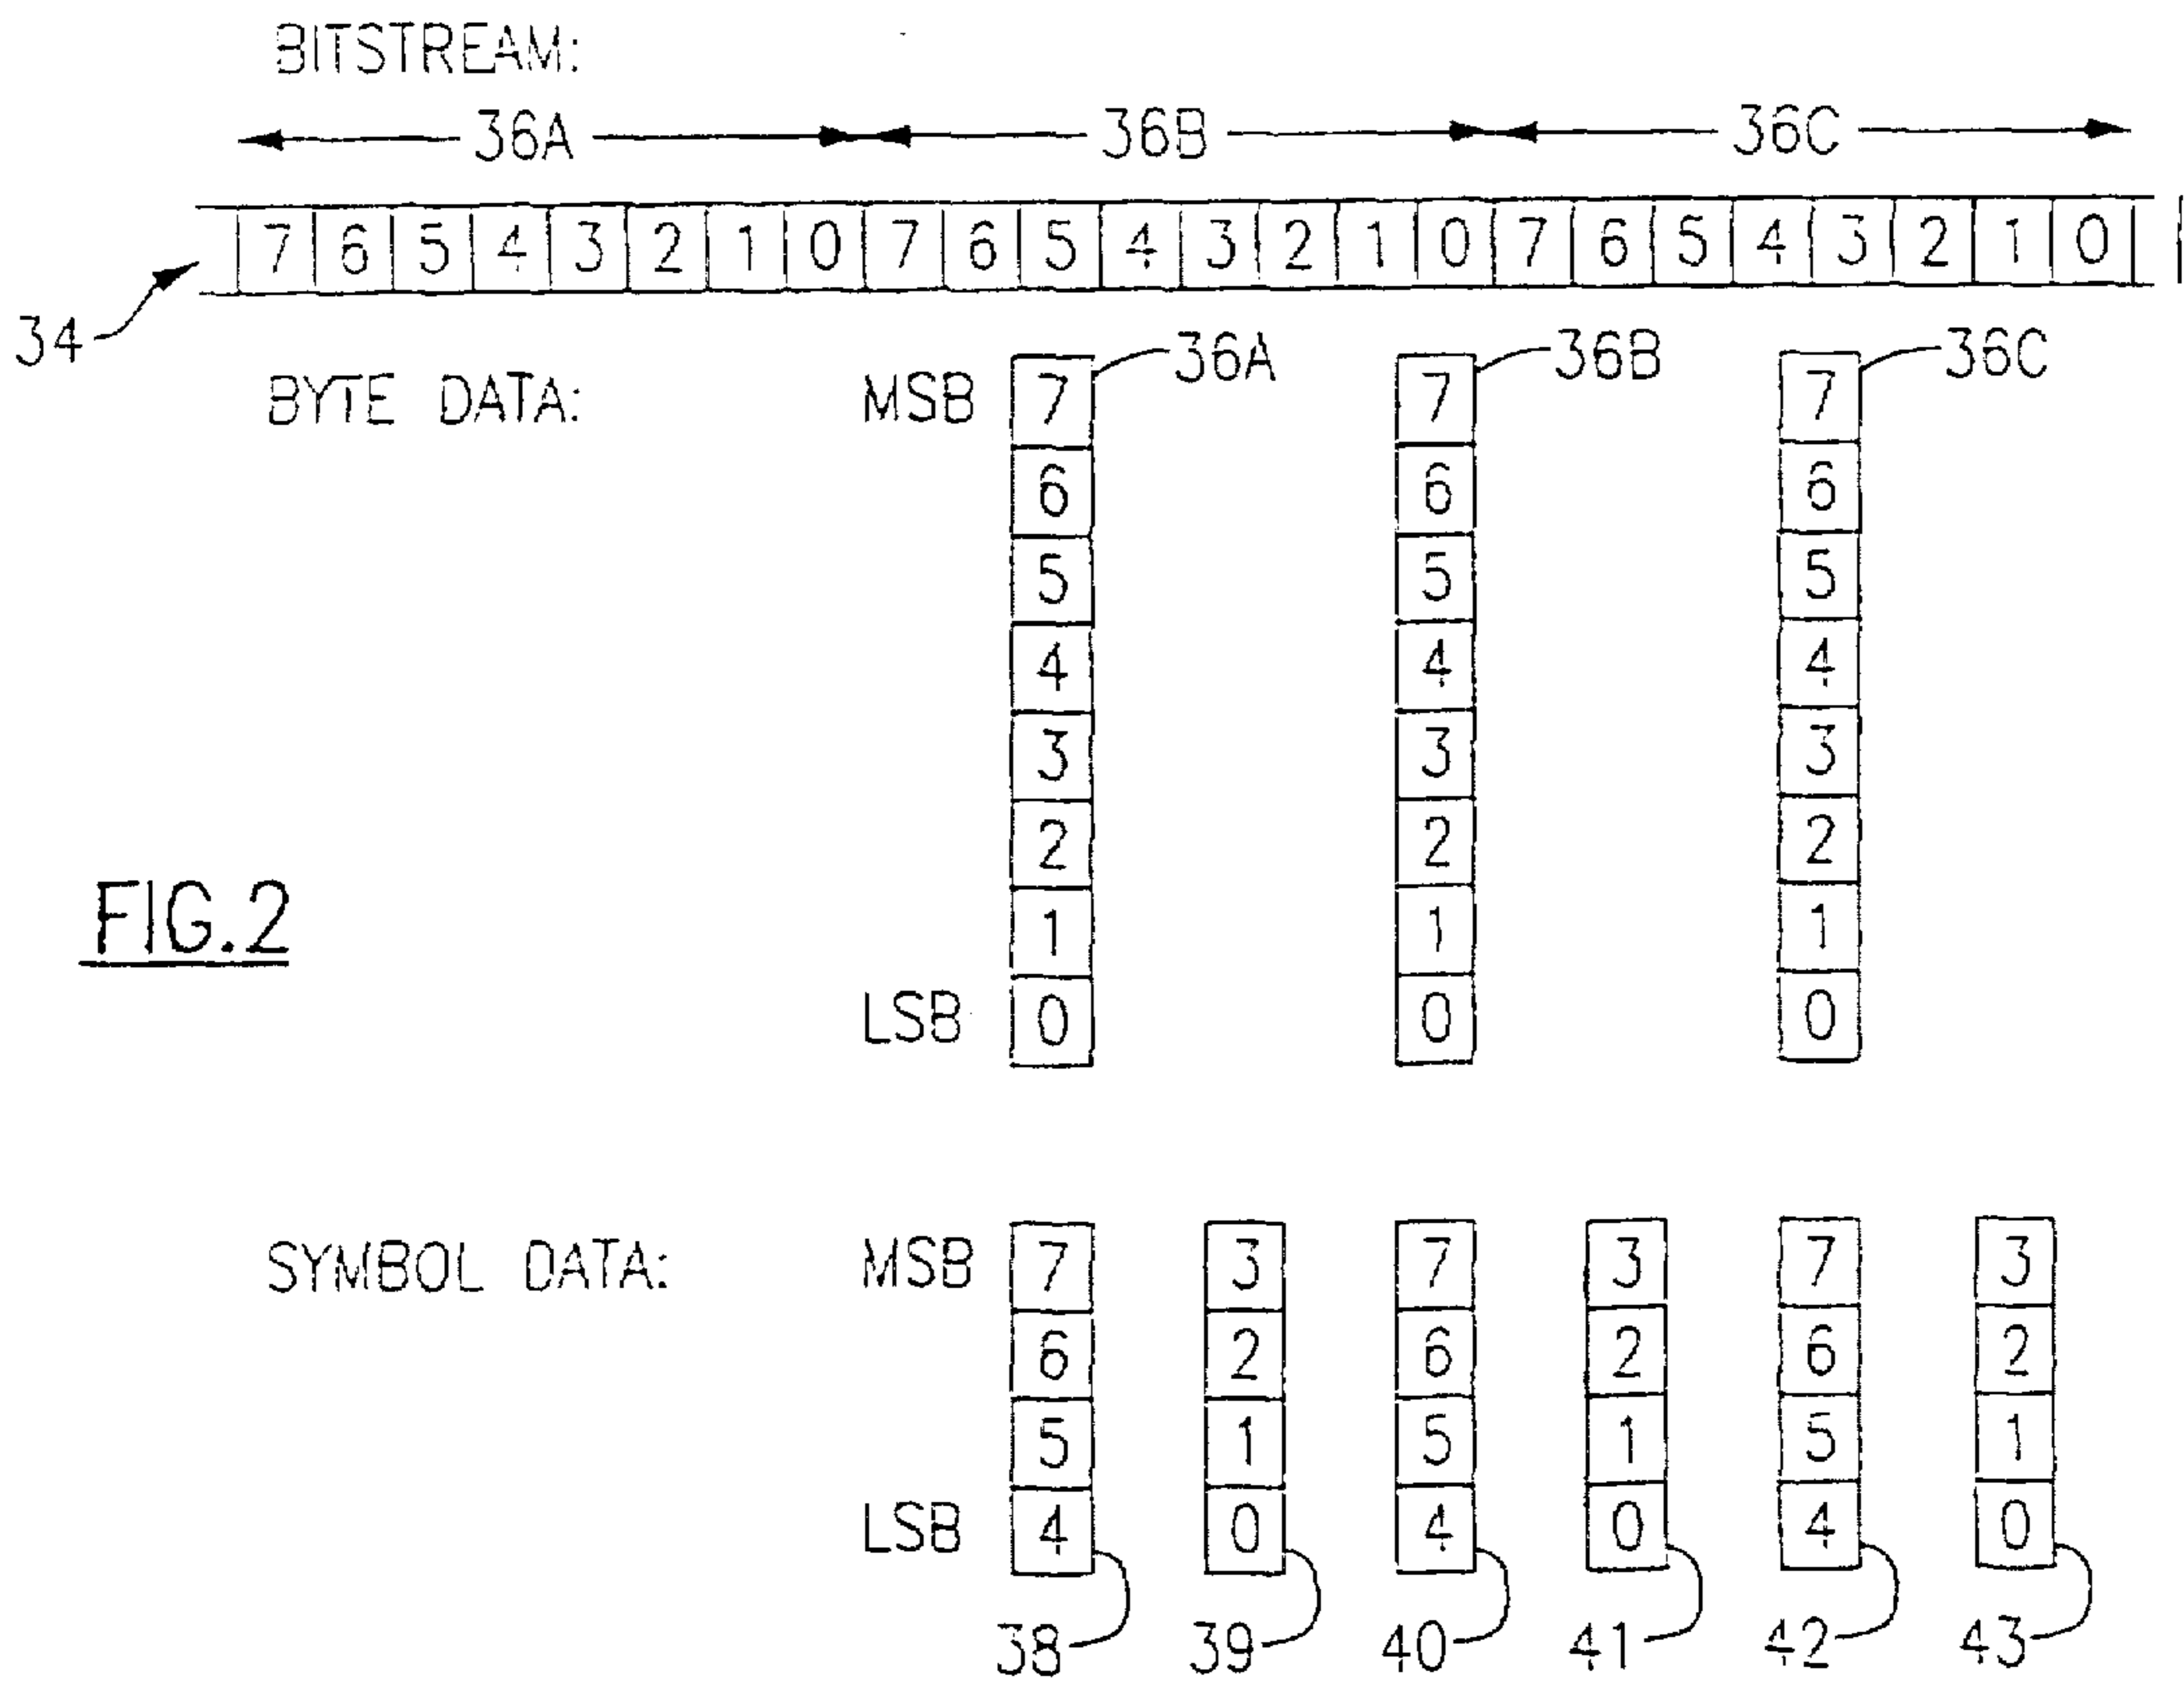 BITSTREAM:
36A 36B 36C
7 6 5 4 3 2 1 0 7 6 5 4 3 2 1 0 7 6 5 4 3 2 1 0
34
36A 36B 36C
BYTE DATA: MSB 7 7 7
6 6 6
5 5 5
4 4 4
3 3 3
2 2 2
FIG.2
1 1 1
LSB 0 0 0
SYMBOL DATA: MSB 7 3 7 3 7 3
6 2 6 2 6 2
5 1 5 1 5 1
LSB 4 0 4 0 4 0
38 39 40 41 42 43